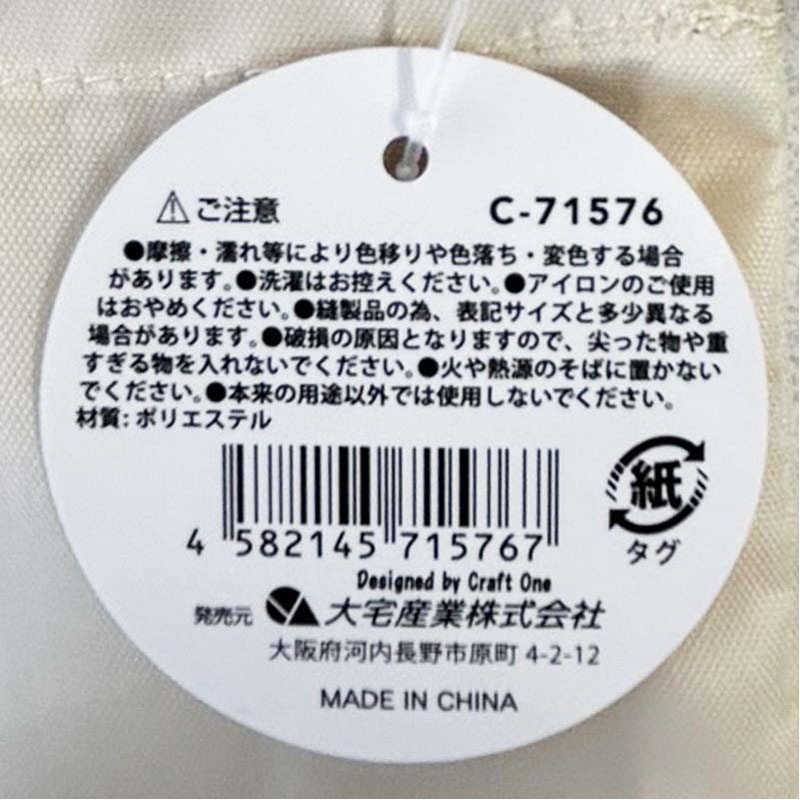 ⚠ご注意
C-71576
●摩擦・濡れ等により色移りや色落ち・変色する場合
があります。●洗濯はお控えください。●アイロンのご使用
はおやめください。●縫製品の為、表記サイズと多少異なる
場合があります。●破損の原因となりますので、尖った物や重
すぎる物を入れないでください。●火や熱源のそばに置かない
でください。●本来の用途以外では使用しないでください。
材質: ポリエステル
紙
タグ
4 582145 715767
Designed by Craft One
発売元 大宅産業株式会社
大阪府河内長野市原町 4-2-12
MADE IN CHINA